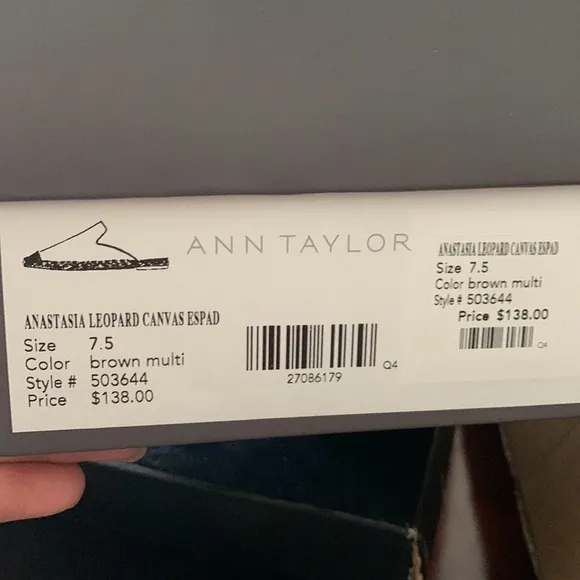 ANN TAYLOR
ANASTASIA LEOPARD CANVAS ESPAD
Size 7.5
Color brown multi
Style # 503644
Price $138.00
27086179
Q4
ANASTASIA LEOPARD CANVAS ESPAD
Size 7.5
Color brown multi
Style # 503644
Price $138.00
Q4